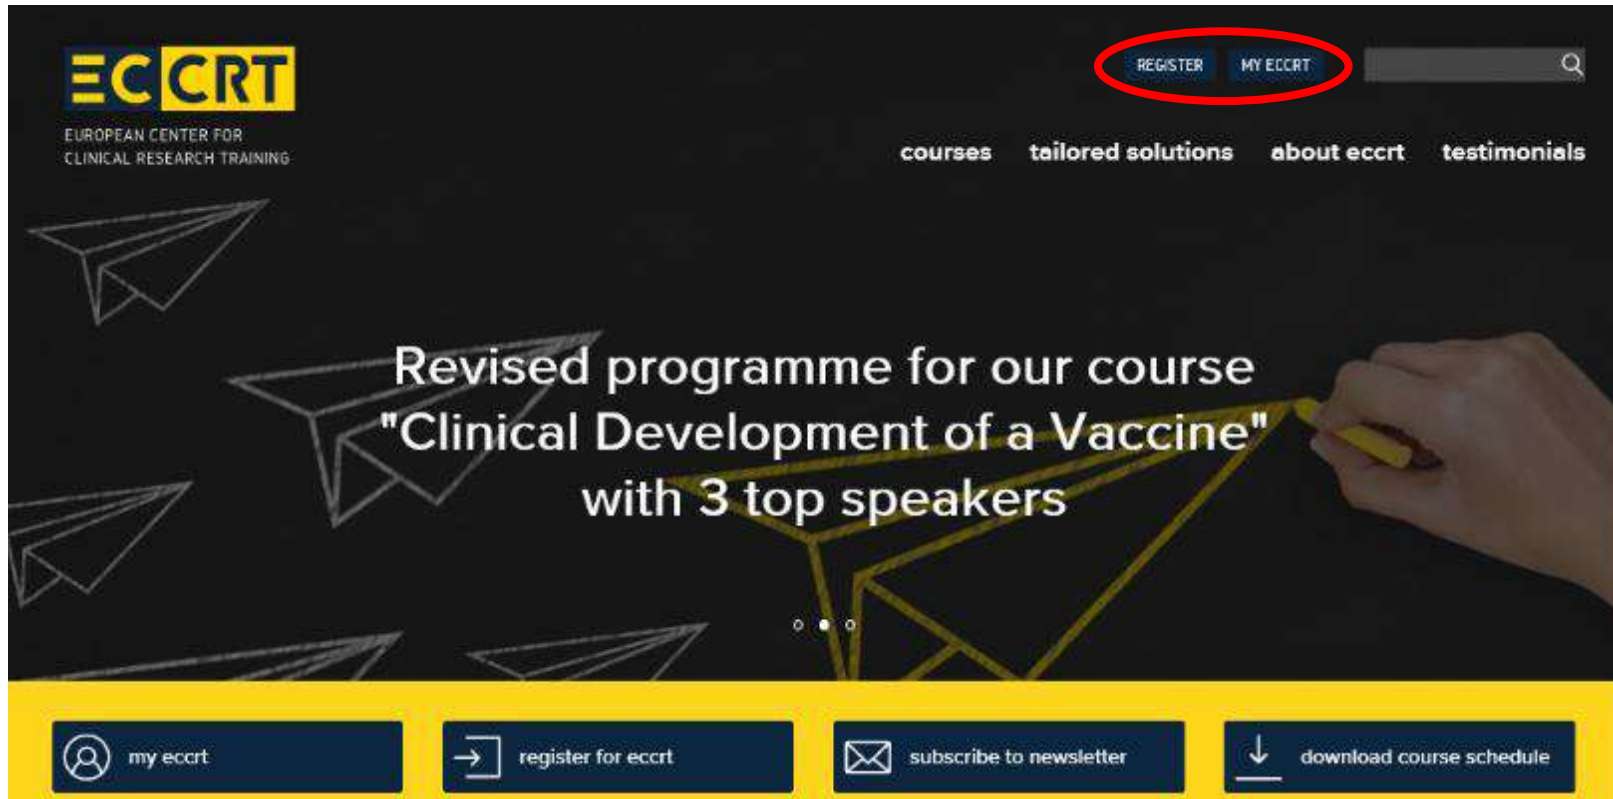 ECCRT
EUROPEAN CENTER FOR
CLINICAL RESEARCH TRAINING
REGISTER
MY ECCRT
courses
tailored solutions
about eccrt
testimonials
Revised programme for our course
"Clinical Development of a Vaccine"
with 3 top speakers
my eccrt
register for eccrt
subscribe to newsletter
download course schedule